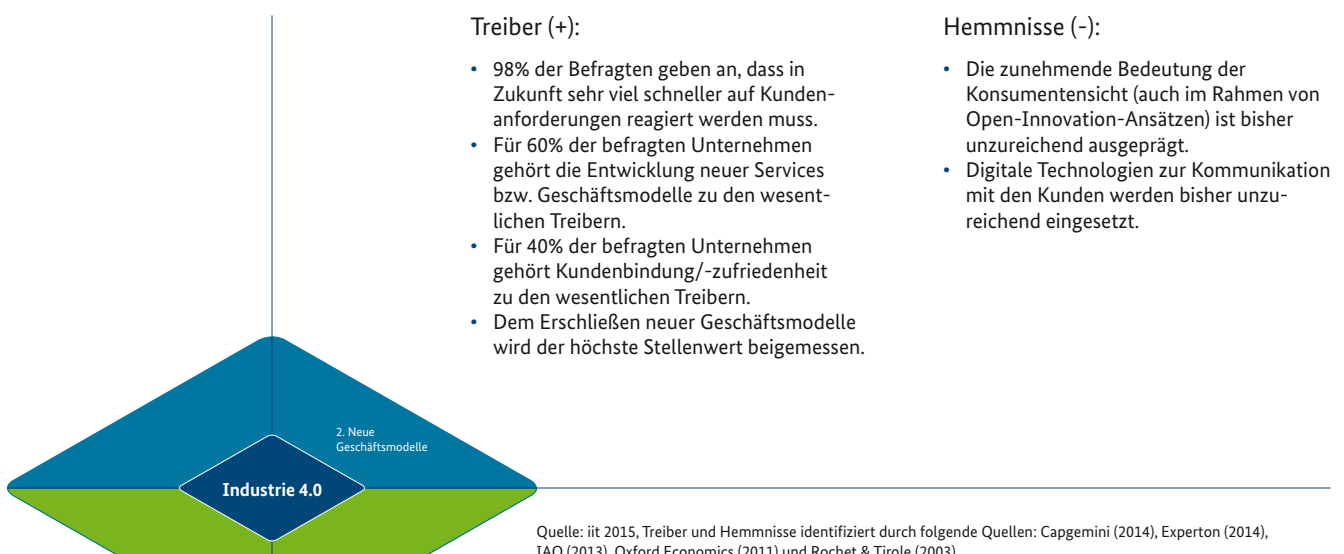 Treiber (+):
• 98% der Befragten geben an, dass in
Zukunft sehr viel schneller auf Kunden-
anforderungen reagiert werden muss.
• Für 60% der befragten Unternehmen
gehört die Entwicklung neuer Services
bzw. Geschäftsmodelle zu den wesent-
lichen Treibern.
• Für 40% der befragten Unternehmen
gehört Kundenbindung/-zufriedenheit
zu den wesentlichen Treibern.
• Dem Erschließen neuer Geschäftsmodelle
wird der höchste Stellenwert beigemessen.
Hemmnisse (-):
• Die zunehmende Bedeutung der
Konsumentensicht (auch im Rahmen von
Open-Innovation-Ansätzen) ist bisher
unzureichend ausgeprägt.
• Digitale Technologien zur Kommunikation
mit den Kunden werden bisher unzu-
reichend eingesetzt.
2. Neue
Geschäftsmodelle
Industrie 4.0
Quelle: iit 2015, Treiber und Hemmnisse identifiziert durch folgende Quellen: Capgemini (2014), Experton (2014),
IAO (2013), Oxford Economics (2011) und Rochet & Tirole (2003)